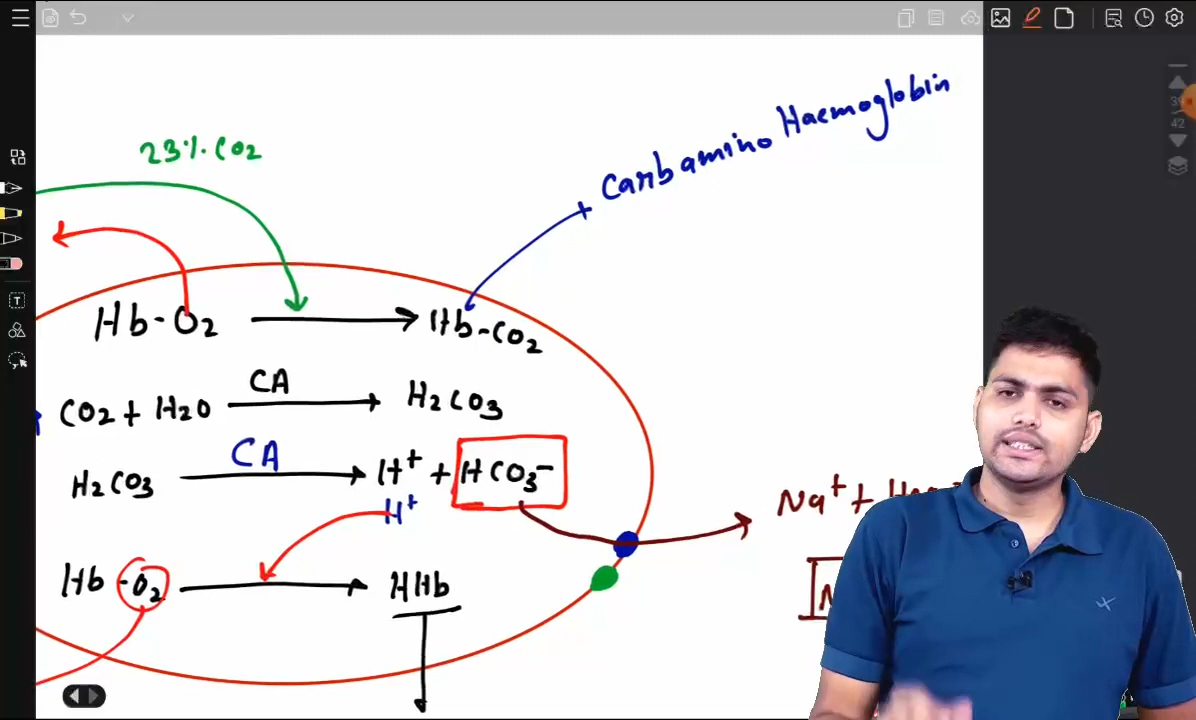 Carbamino Haemoglobin
23% CO2
Hb-O2 Hb-CO2
CO2 + H2O CA H2CO3
H2CO3 CA H+ + HCO3-
H+
Na+ +
Hb-O2 HHb